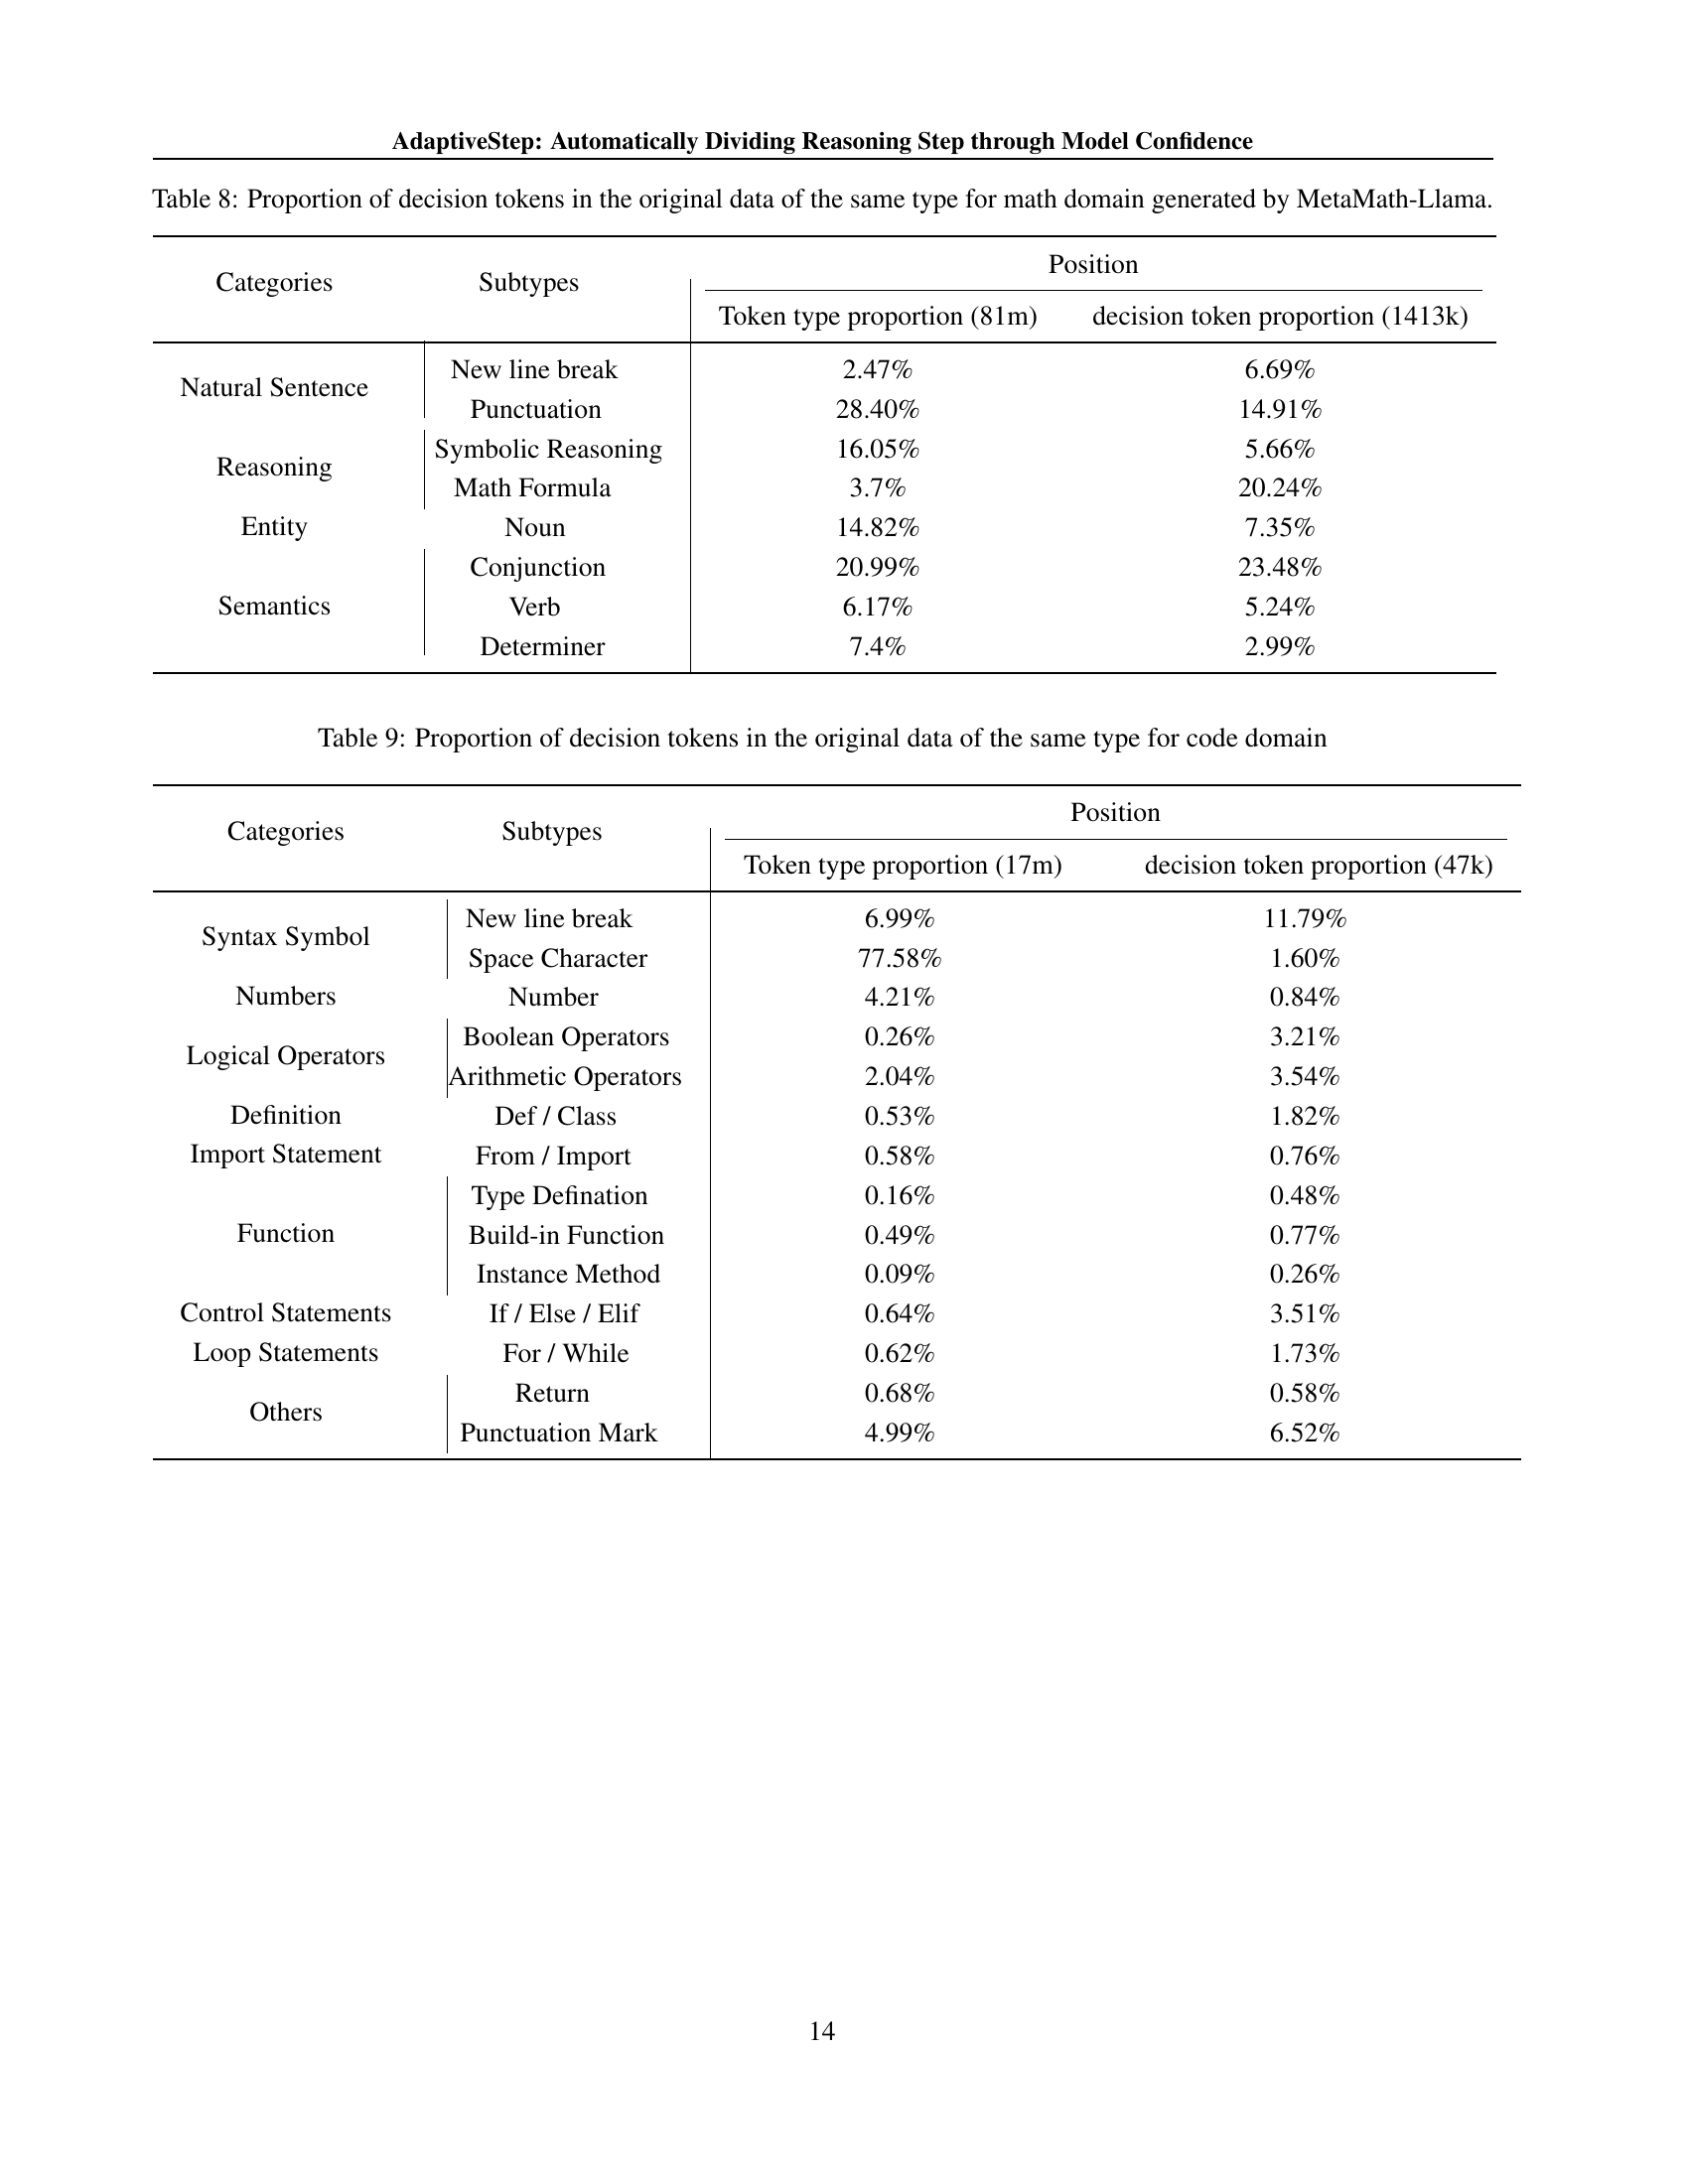 AdaptiveStep: Automatically Dividing Reasoning Step through Model Confidence
Table 8: Proportion of decision tokens in the original data of the same type for math domain generated by MetaMath-Llama.
Categories Subtypes Position
Token type proportion (81m) decision token proportion (1413k)
Natural Sentence New line break 2.47% 6.69%
Punctuation 28.40% 14.91%
Reasoning Symbolic Reasoning 16.05% 5.66%
Math Formula 3.7% 20.24%
Entity Noun 14.82% 7.35%
Semantics Conjunction 20.99% 23.48%
Verb 6.17% 5.24%
Determiner 7.4% 2.99%
Table 9: Proportion of decision tokens in the original data of the same type for code domain
Categories Subtypes Position
Token type proportion (17m) decision token proportion (47k)
Syntax Symbol New line break 6.99% 11.79%
Space Character 77.58% 1.60%
Numbers Number 4.21% 0.84%
Logical Operators Boolean Operators 0.26% 3.21%
Arithmetic Operators 2.04% 3.54%
Definition Def / Class 0.53% 1.82%
Import Statement From / Import 0.58% 0.76%
Function Type Defination 0.16% 0.48%
Build-in Function 0.49% 0.77%
Instance Method 0.09% 0.26%
Control Statements If / Else / Elif 0.64% 3.51%
Loop Statements For / While 0.62% 1.73%
Others Return 0.68% 0.58%
Punctuation Mark 4.99% 6.52%
14